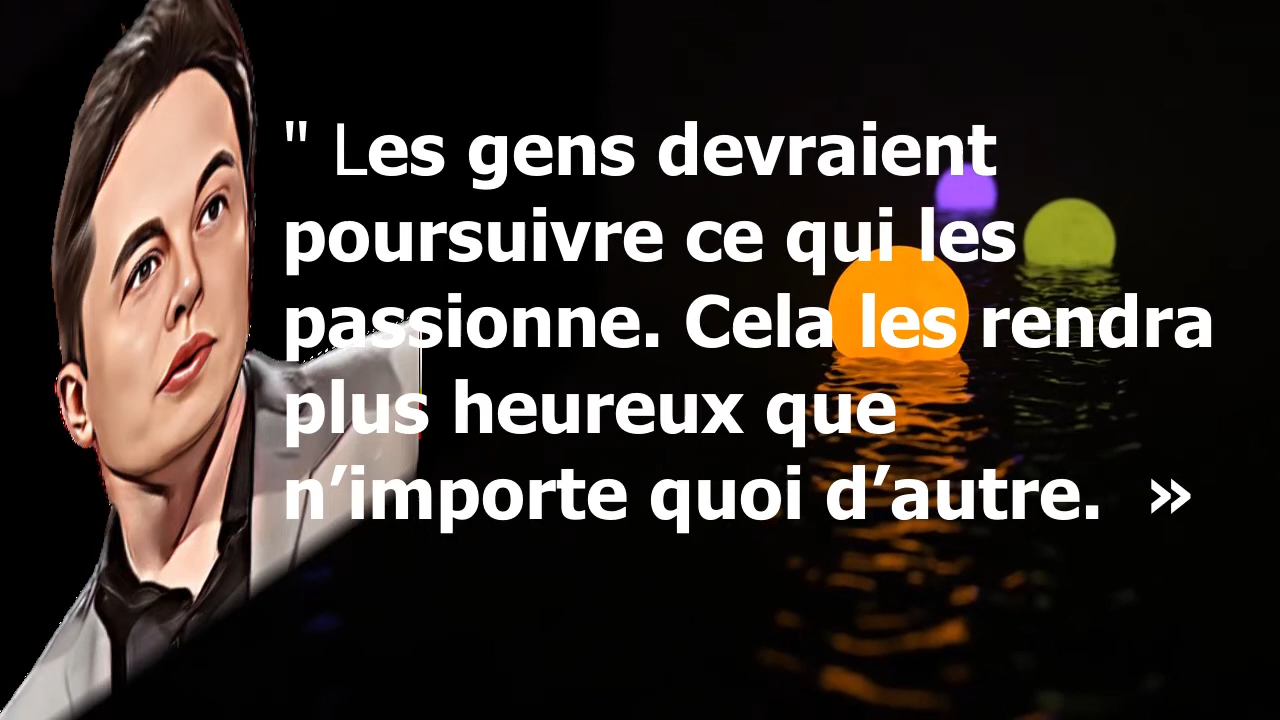 " Les gens devraient
poursuivre ce qui les
passionne. Cela les rendra
plus heureux que
n’importe quoi d’autre.  »